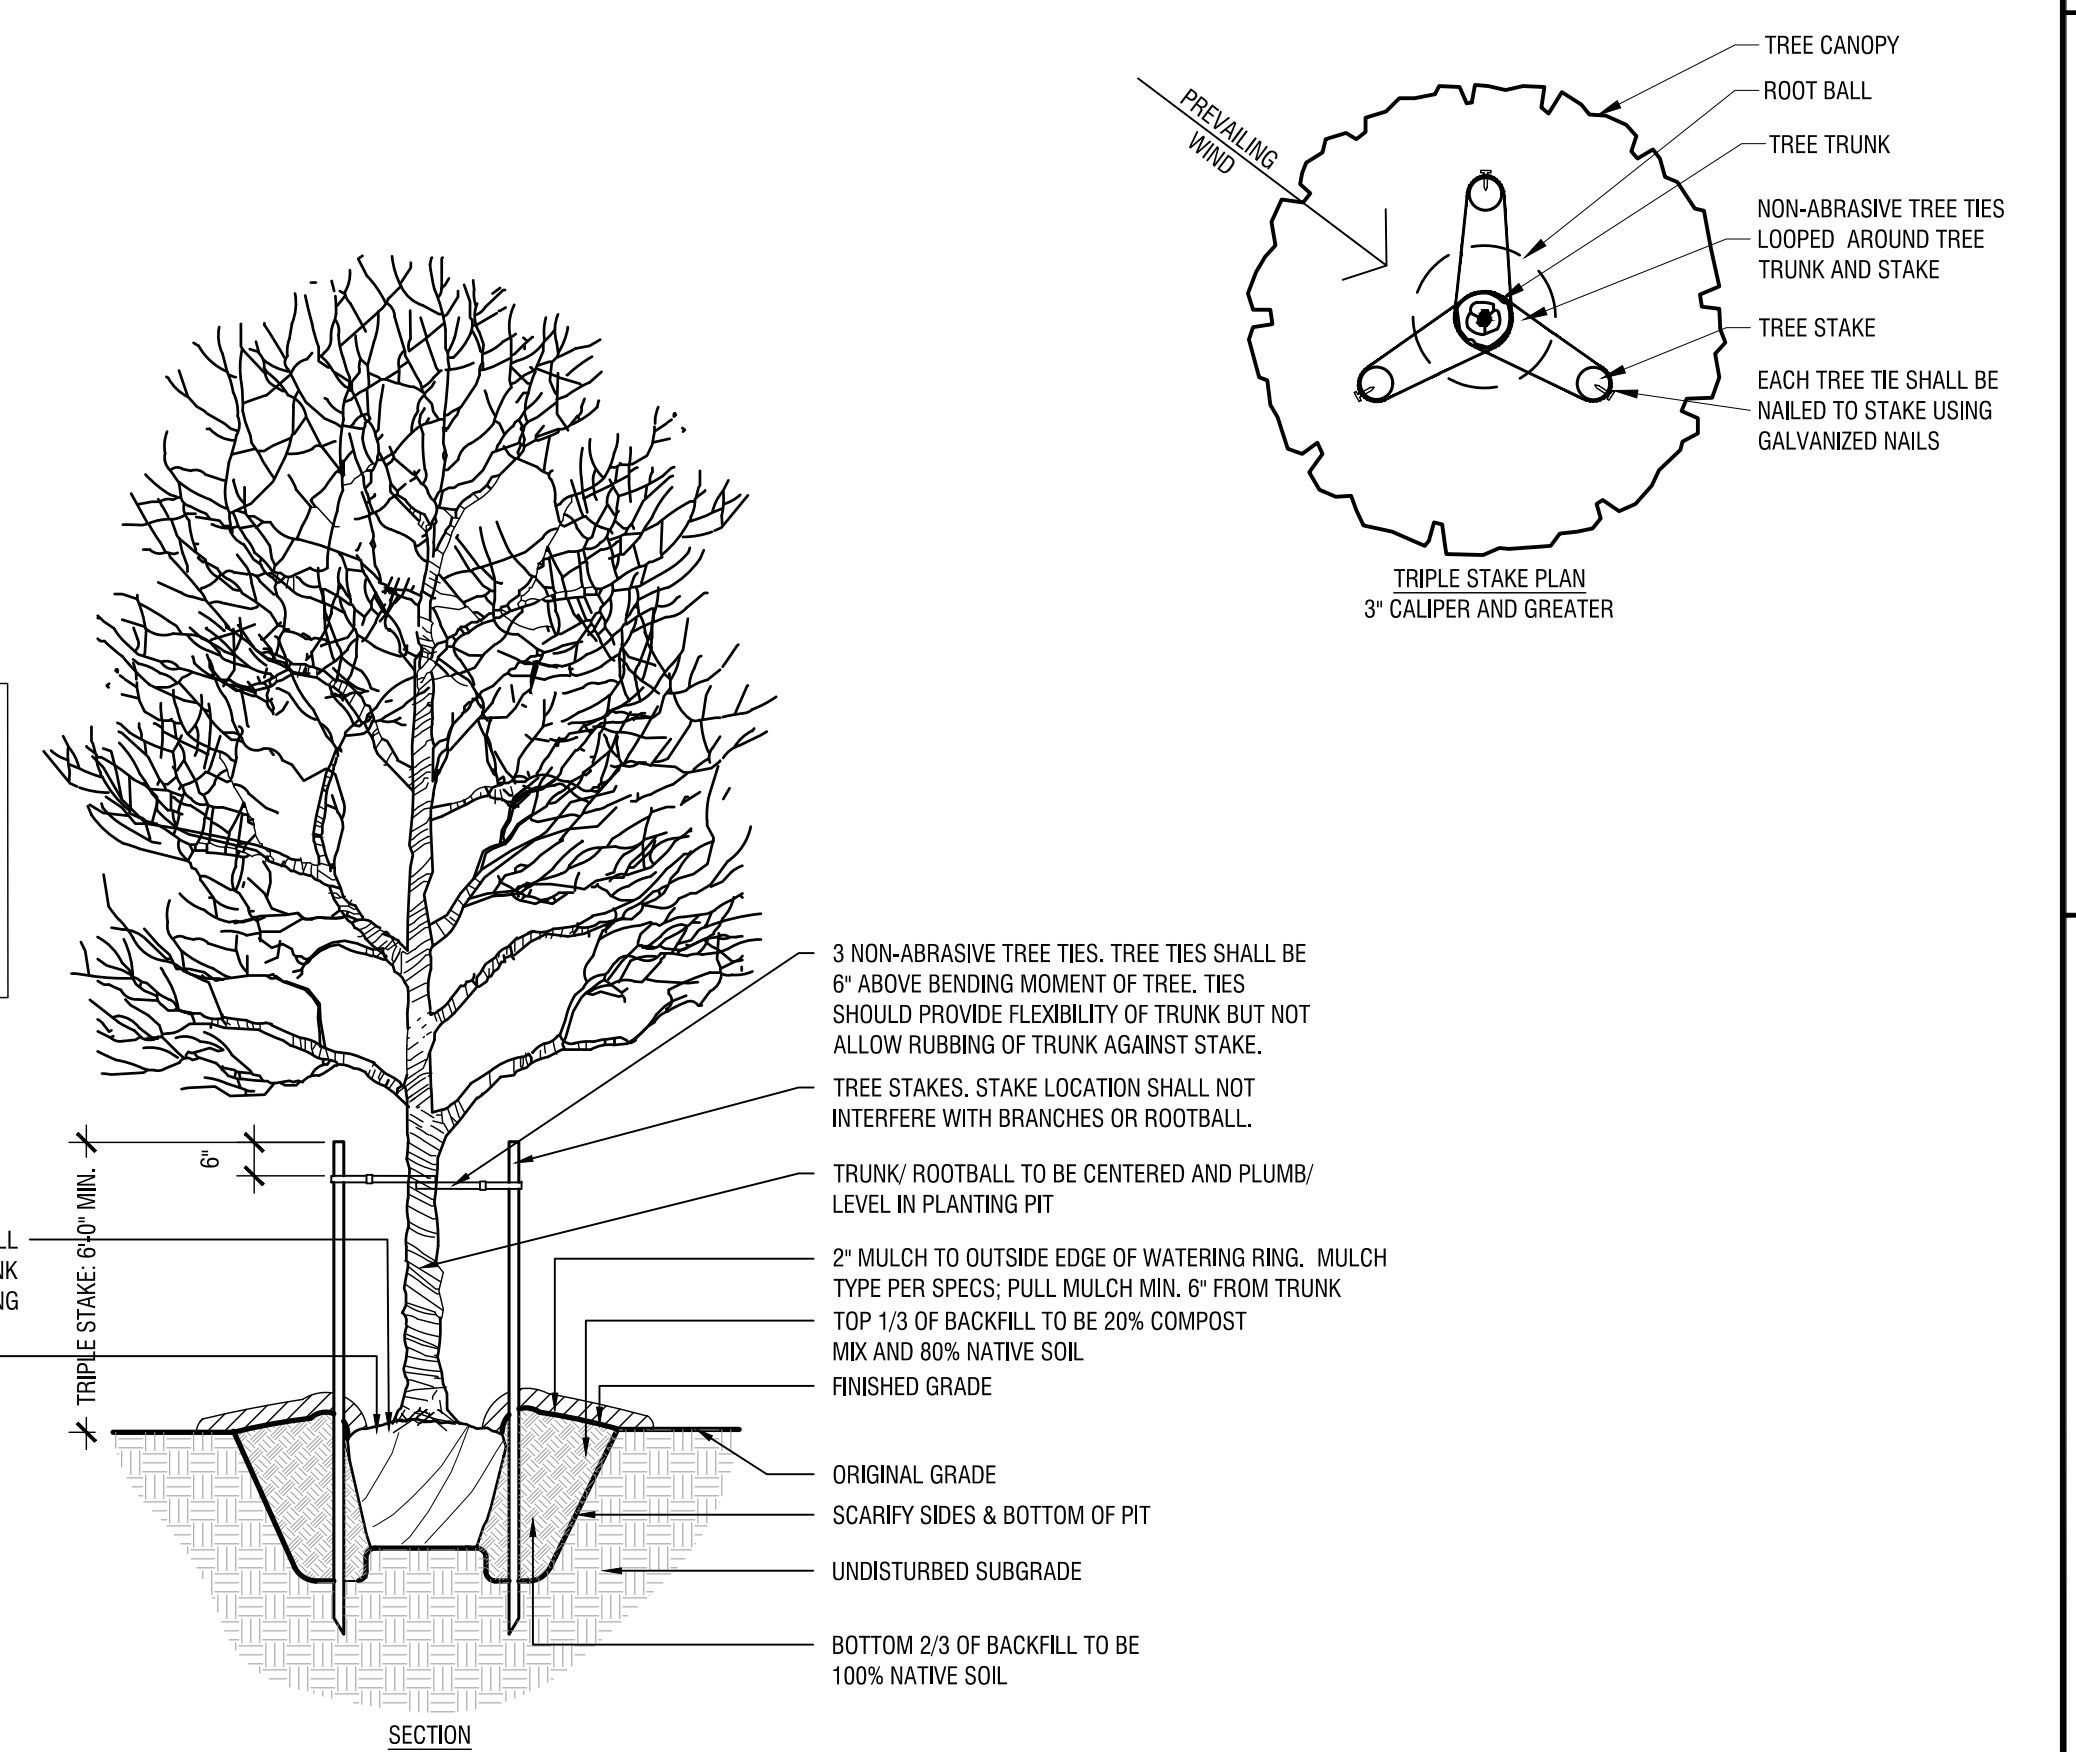 TREE CANOPY
ROOT BALL
TREE TRUNK
NON-ABRASIVE TREE TIES
LOOPED AROUND TREE
TRUNK AND STAKE
TREE STAKE
EACH TREE TIE SHALL BE
NAILED TO STAKE USING
GALVANIZED NAILS
PREVAILING
WIND
TRIPLE STAKE PLAN
3" CALIPER AND GREATER
3 NON-ABRASIVE TREE TIES. TREE TIES SHALL BE
6" ABOVE BENDING MOMENT OF TREE. TIES
SHOULD PROVIDE FLEXIBILITY OF TRUNK BUT NOT
ALLOW RUBBING OF TRUNK AGAINST STAKE.
TREE STAKES. STAKE LOCATION SHALL NOT
INTERFERE WITH BRANCHES OR ROOTBALL.
TRUNK/ ROOTBALL TO BE CENTERED AND PLUMB/
LEVEL IN PLANTING PIT
2" MULCH TO OUTSIDE EDGE OF WATERING RING. MULCH
TYPE PER SPECS; PULL MULCH MIN. 6" FROM TRUNK
TOP 1/3 OF BACKFILL TO BE 20% COMPOST
MIX AND 80% NATIVE SOIL
FINISHED GRADE
ORIGINAL GRADE
SCARIFY SIDES & BOTTOM OF PIT
UNDISTURBED SUBGRADE
BOTTOM 2/3 OF BACKFILL TO BE
100% NATIVE SOIL
6"
TRIPLE STAKE: 6'-0" MIN.
SECTION